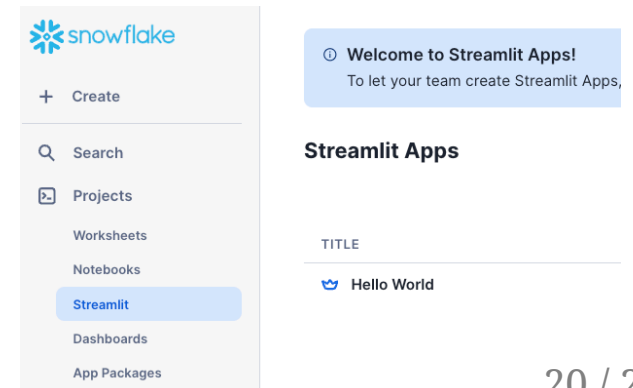 snowflake
Create
Search
Projects
Worksheets
Notebooks
Streamlit
Dashboards
App Packages
Welcome to Streamlit Apps!
To let your team create Streamlit Apps,
Streamlit Apps
TITLE
Hello World
20 /